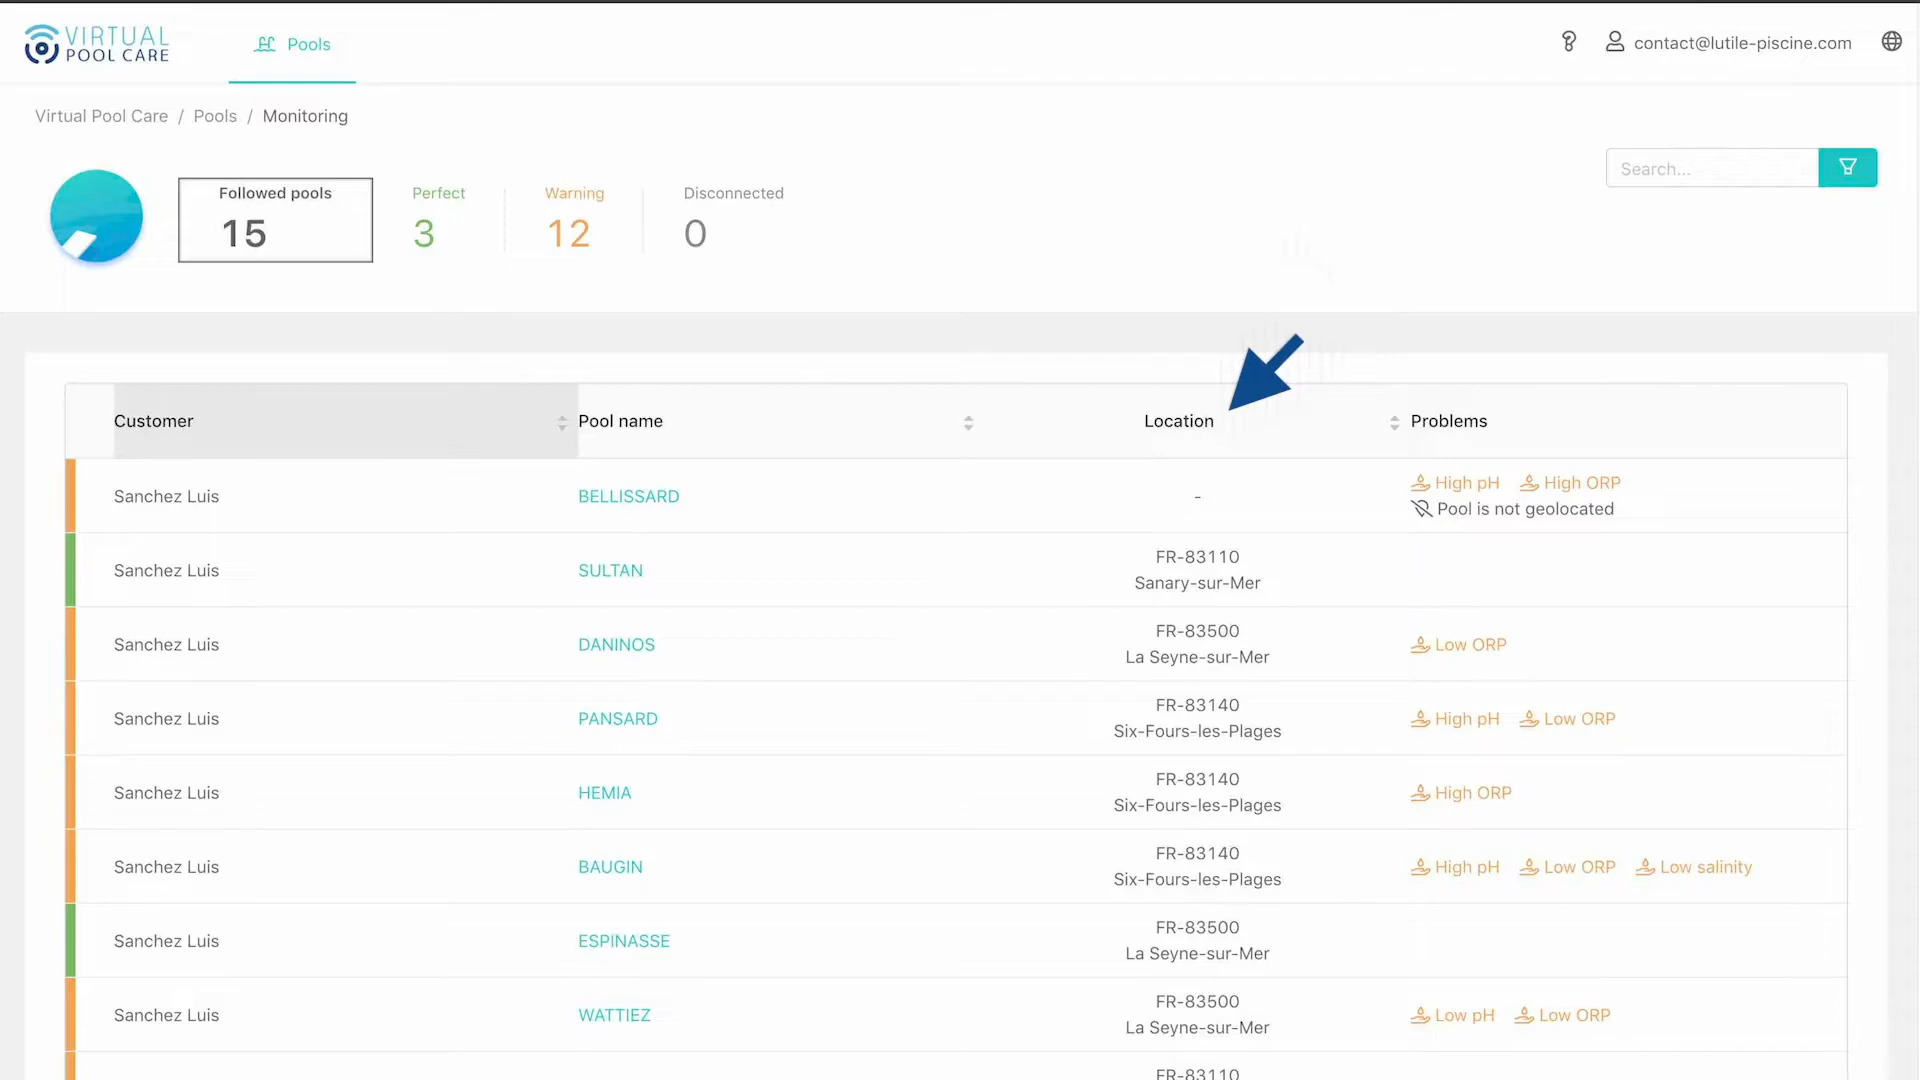 VIRTUAL
POOL CARE
Pools
?
contact@lutile-piscine.com
Virtual Pool Care / Pools / Monitoring
Search...
Followed pools
15
Perfect
3
Warning
12
Disconnected
0
Customer Pool name Location Problems
Sanchez Luis BELLISSARD - High pH High ORP
Pool is not geolocated
Sanchez Luis SULTAN FR-83110
Sanary-sur-Mer
Sanchez Luis DANINOS FR-83500
La Seyne-sur-Mer
Low ORP
Sanchez Luis PANSARD FR-83140
Six-Fours-les-Plages
High pH Low ORP
Sanchez Luis HEMIA FR-83140
Six-Fours-les-Plages
High ORP
Sanchez Luis BAUGIN FR-83140
Six-Fours-les-Plages
High pH Low ORP Low salinity
Sanchez Luis ESPINASSE FR-83500
La Seyne-sur-Mer
Sanchez Luis WATTIEZ FR-83500
La Seyne-sur-Mer
Low pH Low ORP
FR-83110